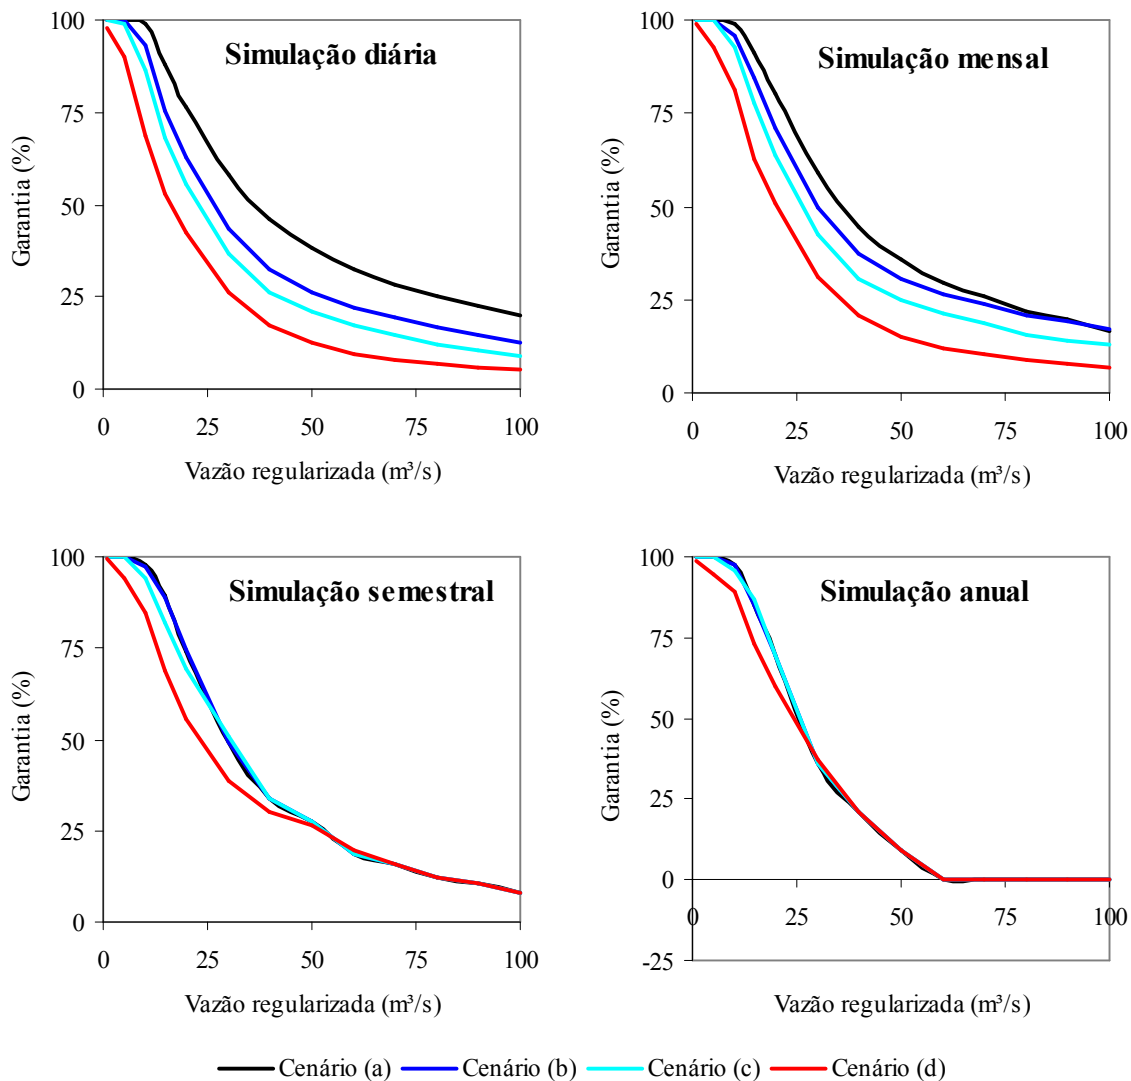 Simulação diária
Garantia (%)
100
75
50
25
0
0 25 50 75 100
Vazão regularizada (m³/s)
Simulação mensal
Garantia (%)
100
75
50
25
0
0 25 50 75 100
Vazão regularizada (m³/s)
Simulação semestral
Garantia (%)
100
75
50
25
0
0 25 50 75 100
Vazão regularizada (m³/s)
Simulação anual
Garantia (%)
100
75
50
25
0
-25
0 25 50 75 100
Vazão regularizada (m³/s)
Cenário (a) Cenário (b) Cenário (c) Cenário (d)